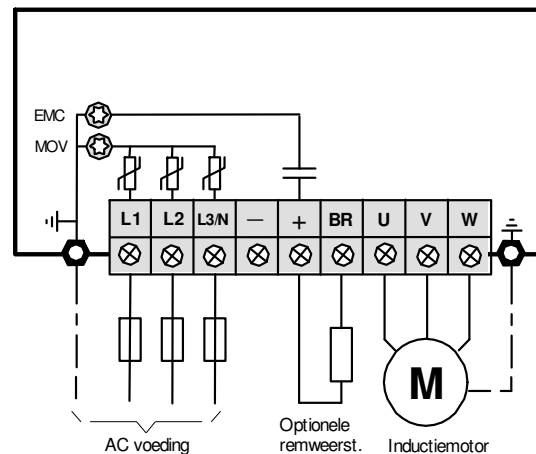 EMC
MOV
L1 L2 L3/N — + BR U V W
M
AC voeding
Optionele
remweerst.
Inductiemotor